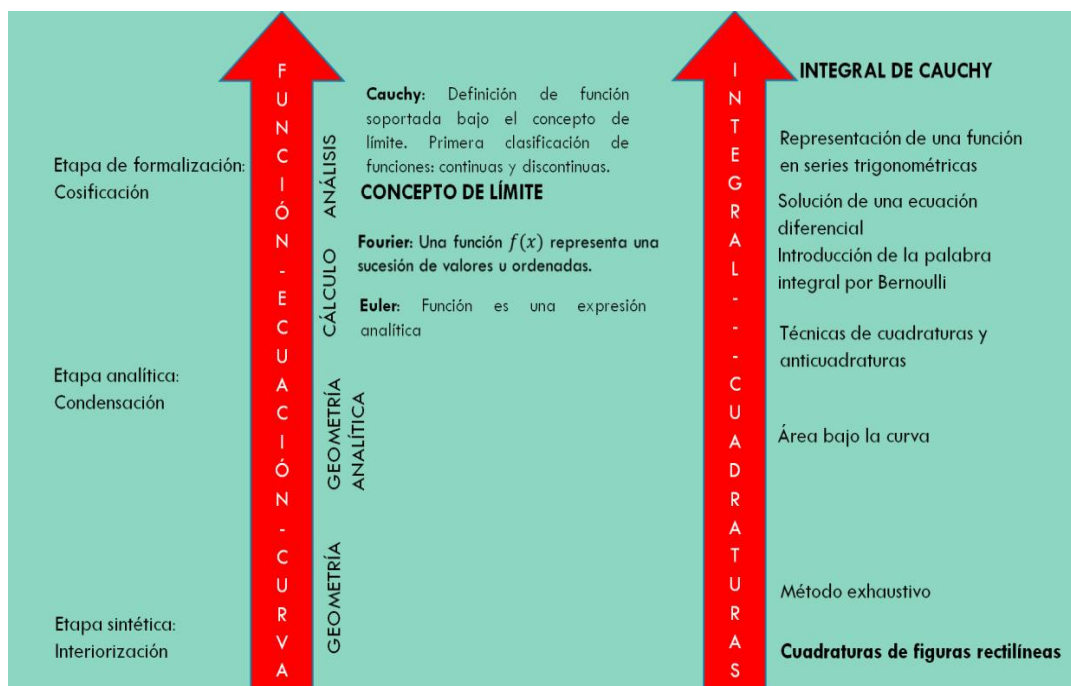 Etapa de formalización:
Cosificación
Etapa analítica:
Condensación
Etapa sintética:
Interiorización
FUNCIÓN-ECUACIÓN-CURVA
ANÁLISIS
CÁLCULO
GEOMETRÍA
ANALÍTICA
GEOMETRÍA
Cauchy: Definición de función
soportada bajo el concepto de
límite. Primera clasificación de
funciones: continuas y discontinuas.
CONCEPTO DE LÍMITE
Fourier: Una función f(x) representa una
sucesión de valores u ordenadas.
Euler: Función es una expresión
analítica
INTEGRAL---CUADRATURAS
INTEGRAL DE CAUCHY
Representación de una función
en series trigonométricas
Solución de una ecuación
diferencial
Introducción de la palabra
integral por Bernoulli
Técnicas de cuadraturas y
anticuadraturas
Área bajo la curva
Método exhaustivo
Cuadraturas de figuras rectilíneas